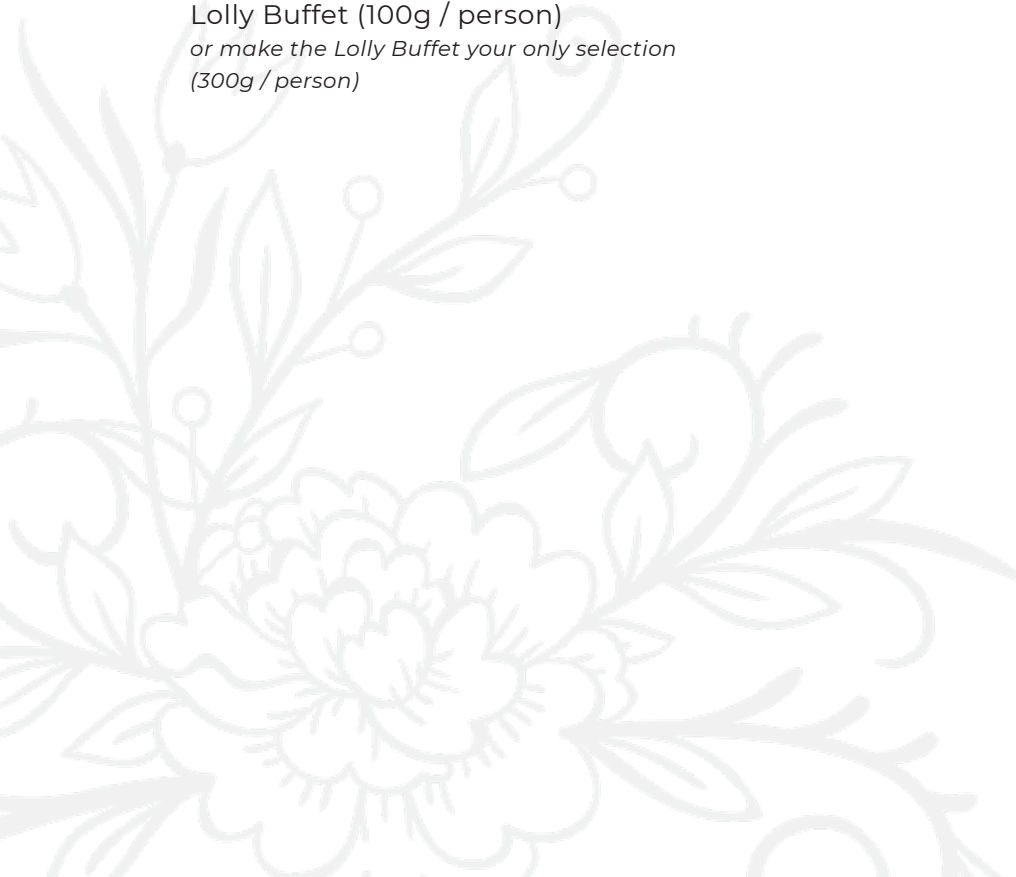 Lolly Buffet (100g / person)
or make the Lolly Buffet your only selection
(300g / person)